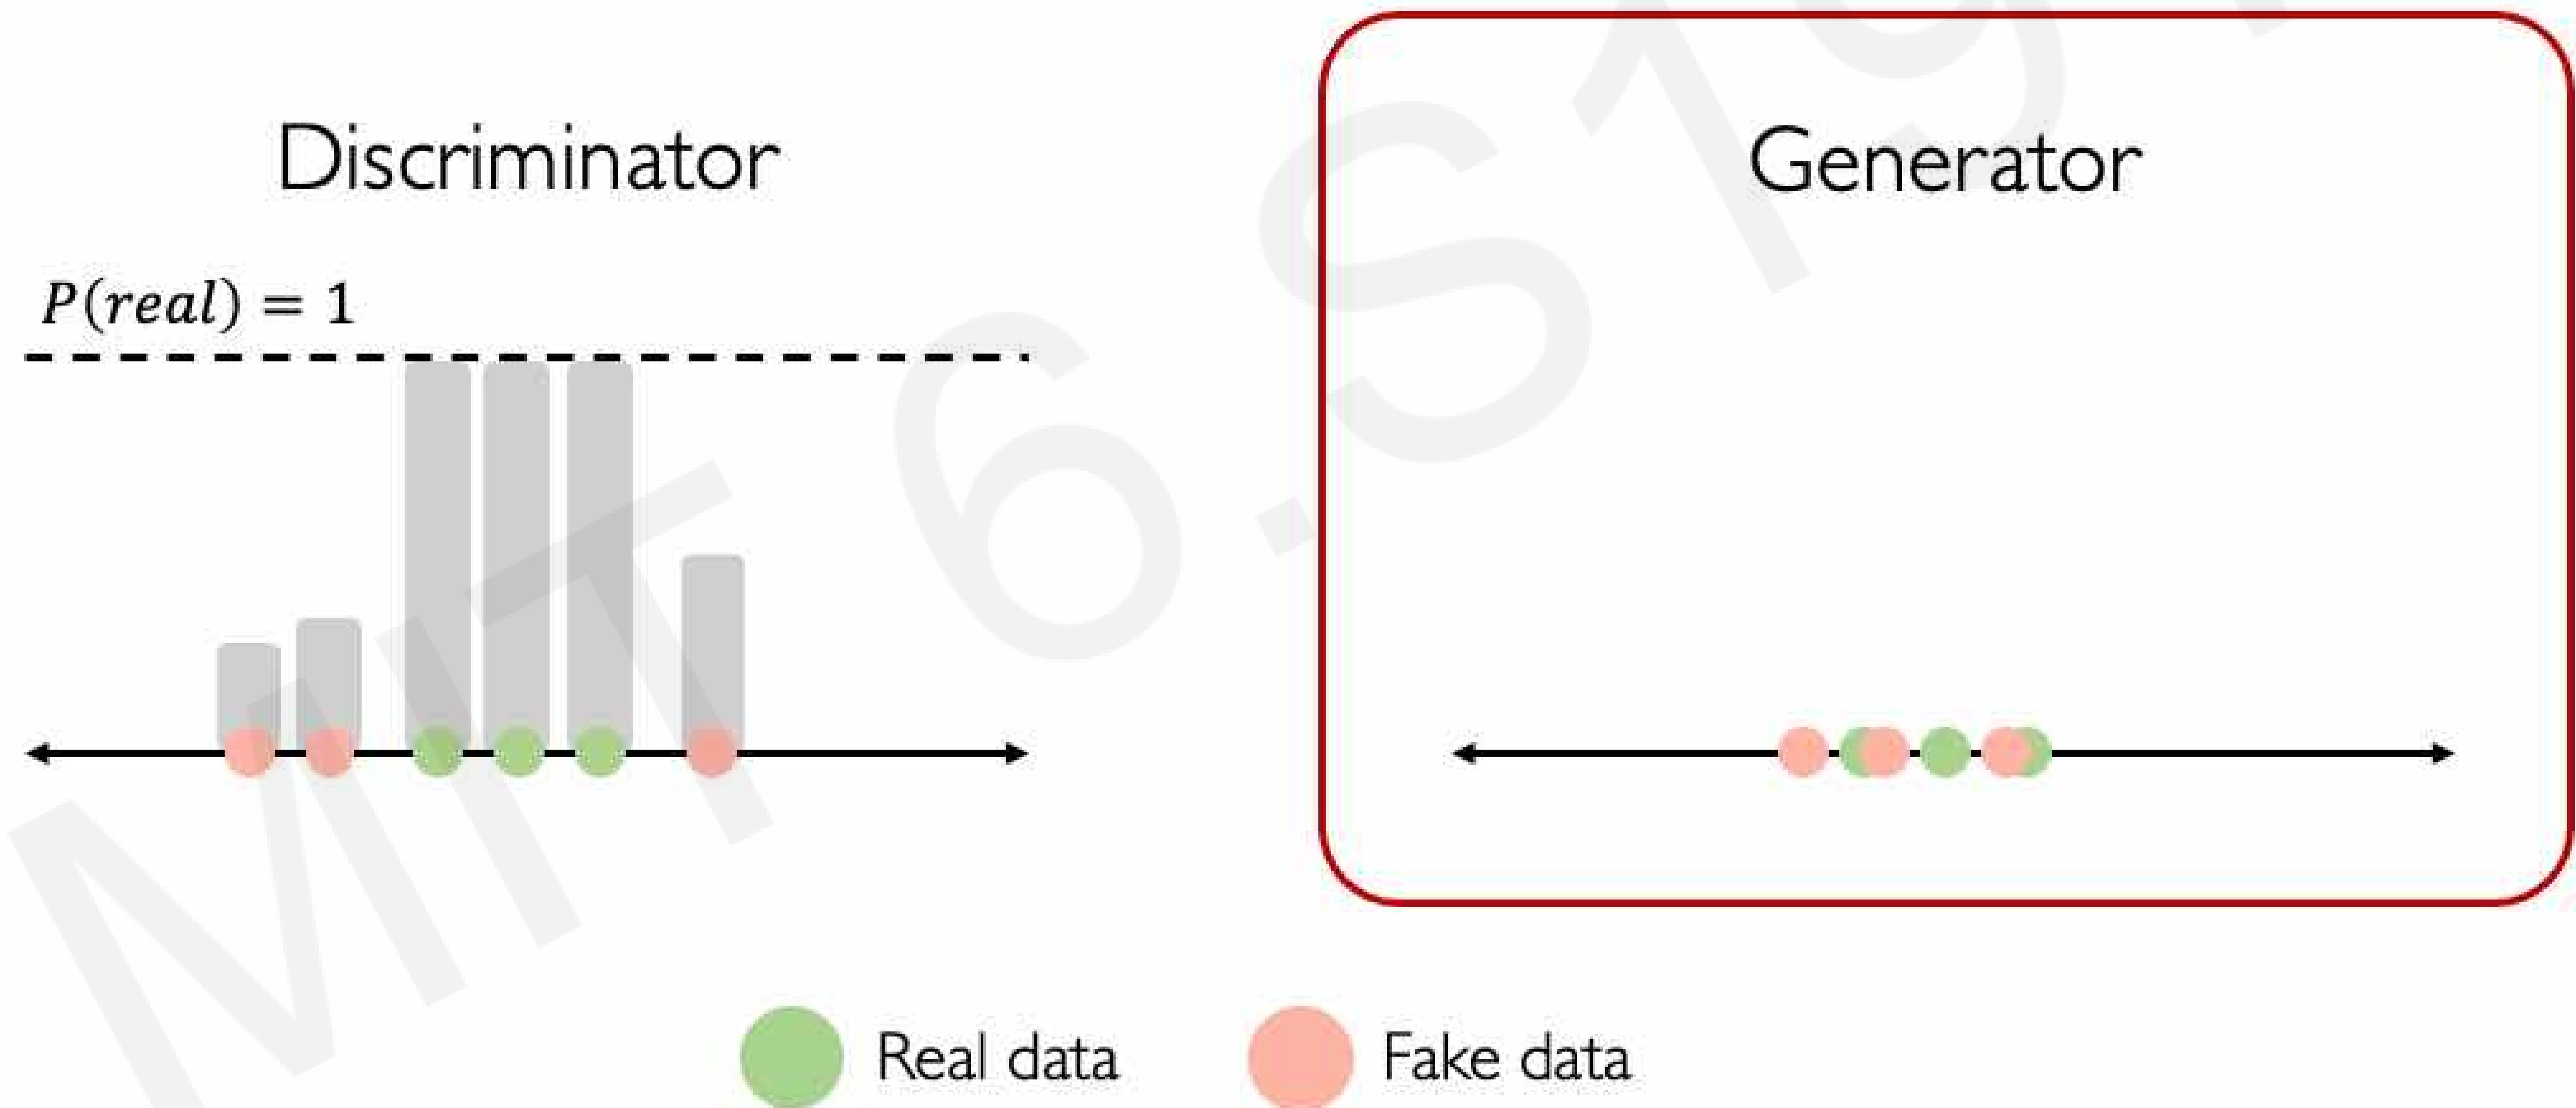 Discriminator
P(real) = 1
Generator
Real data
Fake data
MIT 6.S19